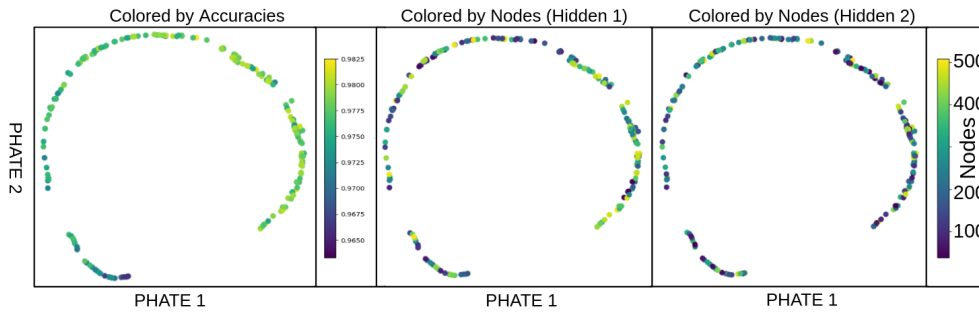 Colored by Accuracies
Colored by Nodes (Hidden 1)
Colored by Nodes (Hidden 2)
PHATE 2
0.9825
0.9800
0.9775
0.9750
0.9725
0.9700
0.9675
0.9650
500
400
200
100
Nodes
PHATE 1
PHATE 1
PHATE 1